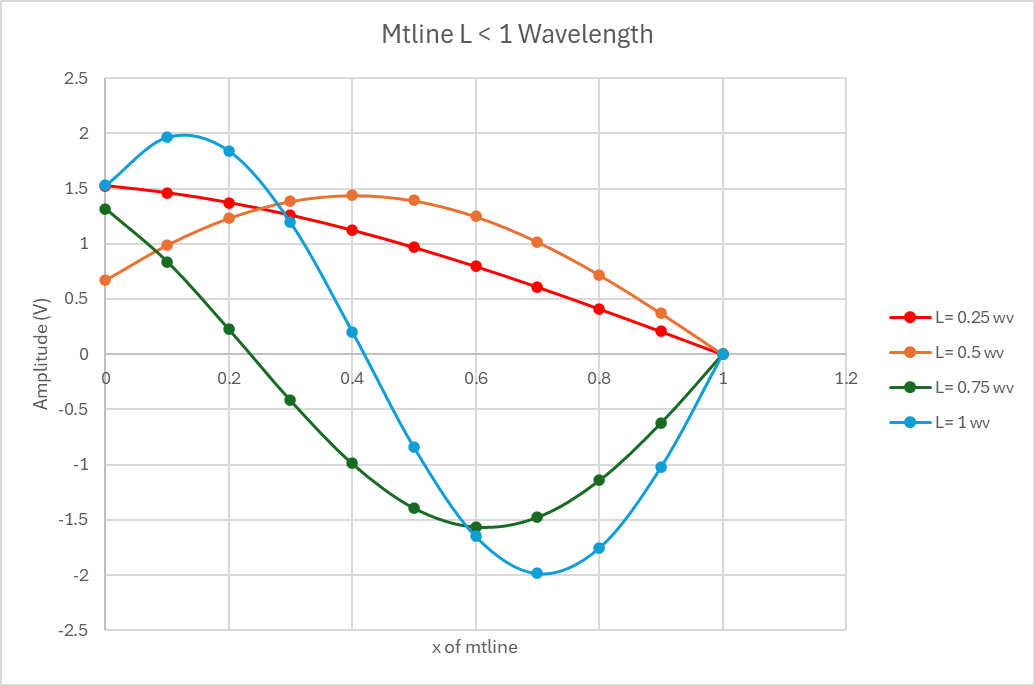 Mtline L < 1 Wavelength
2.5
2
1.5
1
0.5
0
-0.5
-1
-1.5
-2
-2.5
Amplitude (V)
0 0.2 0.4 0.6 0.8 1 1.2
x of mtline
L= 0.25 wv
L= 0.5 wv
L= 0.75 wv
L= 1 wv